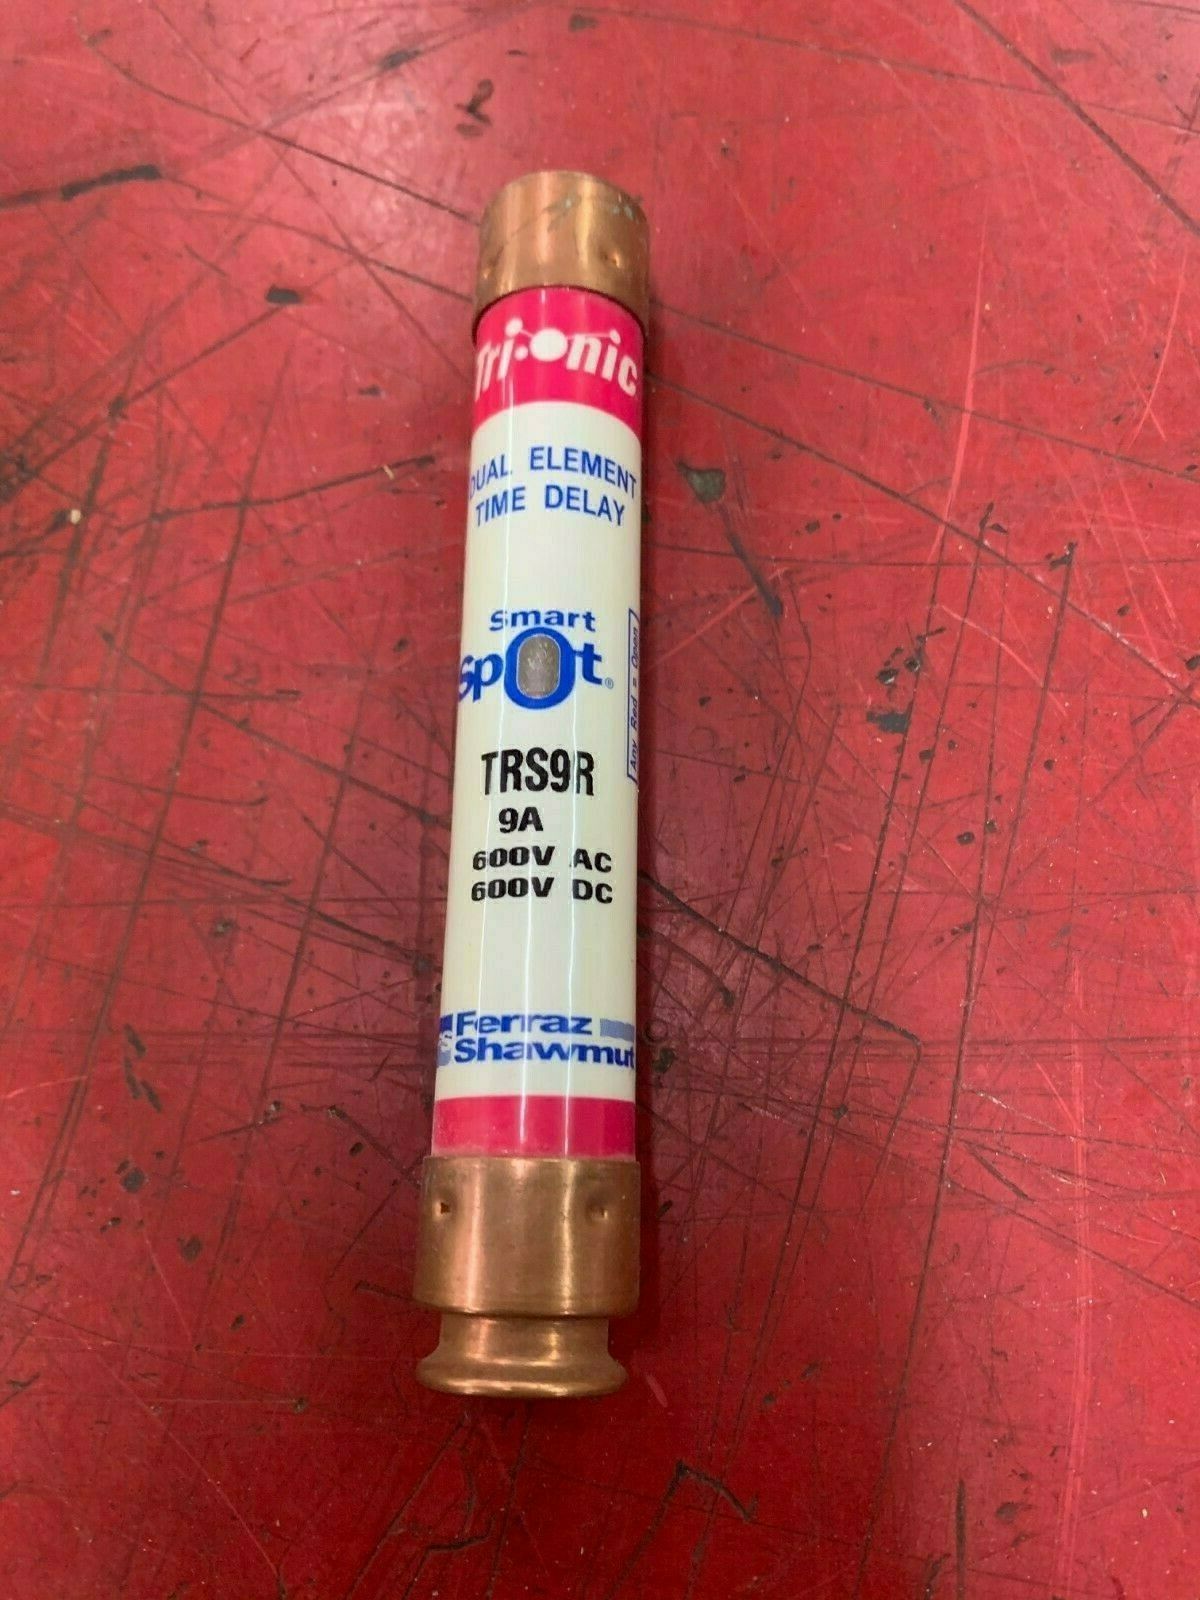 Tri-onic
DUAL ELEMENT
TIME DELAY
Smart
Spot®
Any Red = Open
TRS9R
9A
600V AC
600V DC
Ferraz
Shawmut